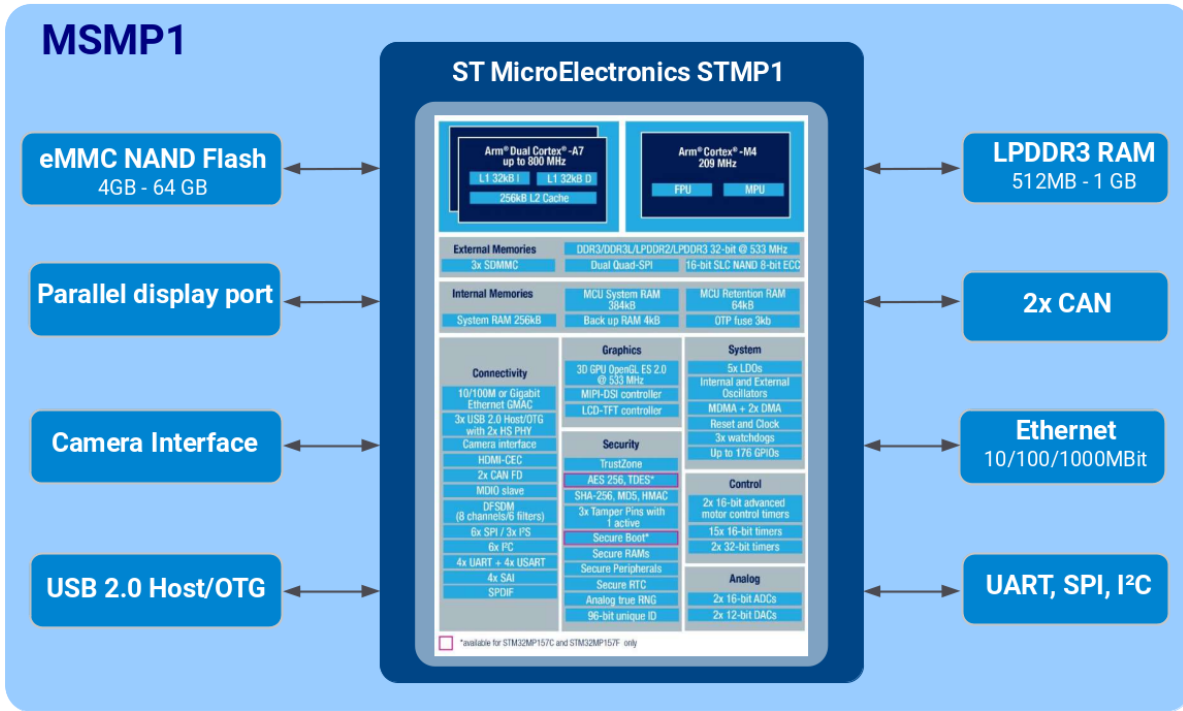 MSMP1
ST MicroElectronics STMP1
eMMC NAND Flash
4GB - 64 GB
Parallel display port
Camera Interface
USB 2.0 Host/OTG
Arm® Dual Cortex® -A7
up to 800 MHz
L1 32kB I
L1 32kB D
256kB L2 Cache
Arm® Cortex® -M4
209 MHz
FPU
MPU
External Memories
DDR3/DDR3L/LPDDR2/LPDDR3 32-bit @ 533 MHz
3x SDMMC
Dual Quad-SPI
16-bit SLC NAND 8-bit ECC
Internal Memories
MCU System RAM
384kB
MCU Retention RAM
64kB
System RAM 256kB
Back up RAM 4kB
OTP fuse 3kb
Connectivity
10/100M or Gigabit
Ethernet GMAC
3x USB 2.0 Host/OTG
with 2x HS PHY
Camera interface
HDMI-CEC
2x CAN FD
MDIO slave
DFSDM
(8 channels/6 filters)
6x SPI / 3x I²S
6x I²C
4x UART + 4x USART
4x SAI
SPDIF
Graphics
3D GPU OpenGL ES 2.0
@ 533 MHz
MIPI-DSI controller
LCD-TFT controller
Security
TrustZone
AES 256, TDES*
SHA-256, MD5, HMAC
3x Tamper Pins with
1 active
Secure Boot*
Secure RAMs
Secure Peripherals
Secure RTC
Analog true RNG
96-bit unique ID
System
5x LDOs
Internal and External
Oscillators
MDMA + 2x DMA
Reset and Clock
3x watchdogs
Up to 176 GPIOs
Control
2x 16-bit advanced
motor control timers
15x 16-bit timers
2x 32-bit timers
Analog
2x 16-bit ADCs
2x 12-bit DACs
*available for STM32MP157C and STM32MP157F only
LPDDR3 RAM
512MB - 1 GB
2x CAN
Ethernet
10/100/1000MBit
UART, SPI, I²C